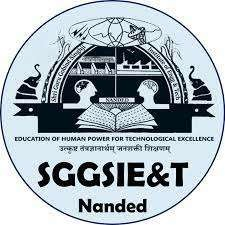 NANDED
EDUCATION OF HUMAN POWER FOR TECHNOLOGICAL EXCELLENCE
उत्कृष्ट तंत्रज्ञानार्थम् जनशक्ती शिक्षणम्
SGGSIE&T
Nanded